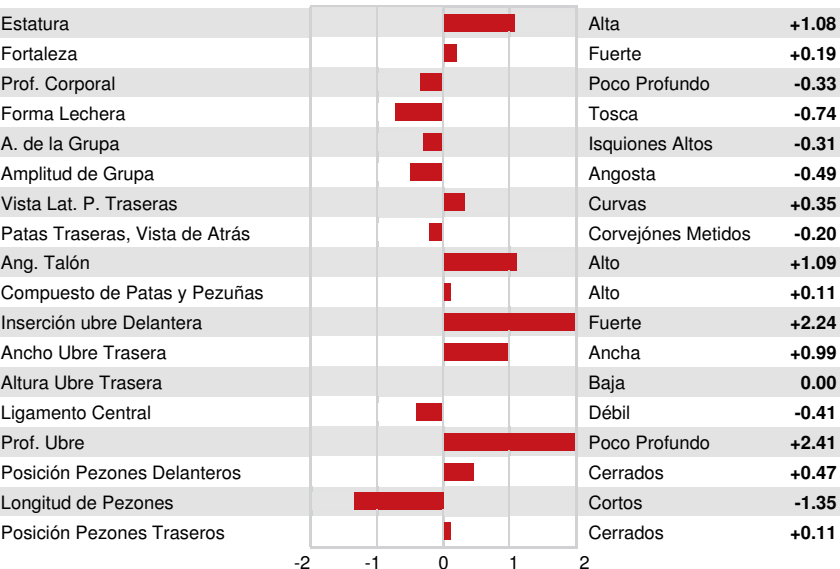 Estatura Alta +1.08
Fortaleza Fuerte +0.19
Prof. Corporal Poco Profundo -0.33
Forma Lechera Tosca -0.74
A. de la Grupa Isquiones Altos -0.31
Amplitud de Grupa Angosta -0.49
Vista Lat. P. Traseras Curvas +0.35
Patas Traseras, Vista de Atrás Corvejónes Metidos -0.20
Ang. Talón Alto +1.09
Compuesto de Patas y Pezuñas Alto +0.11
Inserción ubre Delantera Fuerte +2.24
Ancho Ubre Trasera Ancha +0.99
Altura Ubre Trasera Baja 0.00
Ligamento Central Débil -0.41
Prof. Ubre Poco Profundo +2.41
Posición Pezones Delanteros Cerrados +0.47
Longitud de Pezones Cortos -1.35
Posición Pezones Traseros Cerrados +0.11
-2 -1 0 1 2